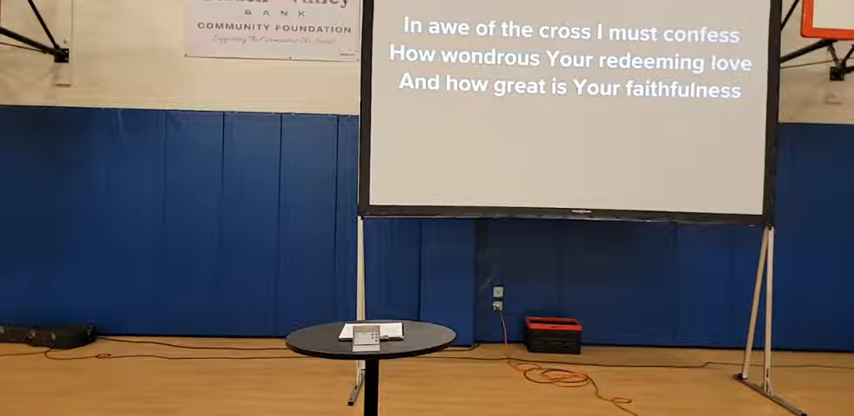 Valley
BANK
COMMUNITY FOUNDATION
In awe of the cross I must confess
How wondrous Your redeeming love
And how great is Your faithfulness